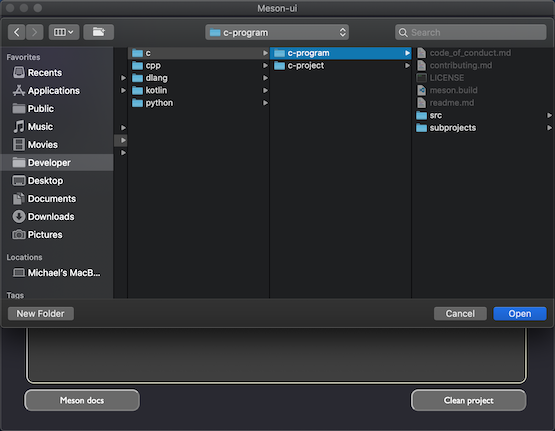 Meson-ui
c-program
Search
Favorites
Recents
Applications
Public
Music
Movies
Developer
Desktop
Documents
Downloads
Pictures
Locations
Michael's MacB...
Tags
c
cpp
dlang
kotlin
python
c-program
c-project
code_of_conduct.md
contributing.md
LICENSE
meson.build
readme.md
src
subprojects
New Folder
Cancel
Open
Meson docs
Clean project